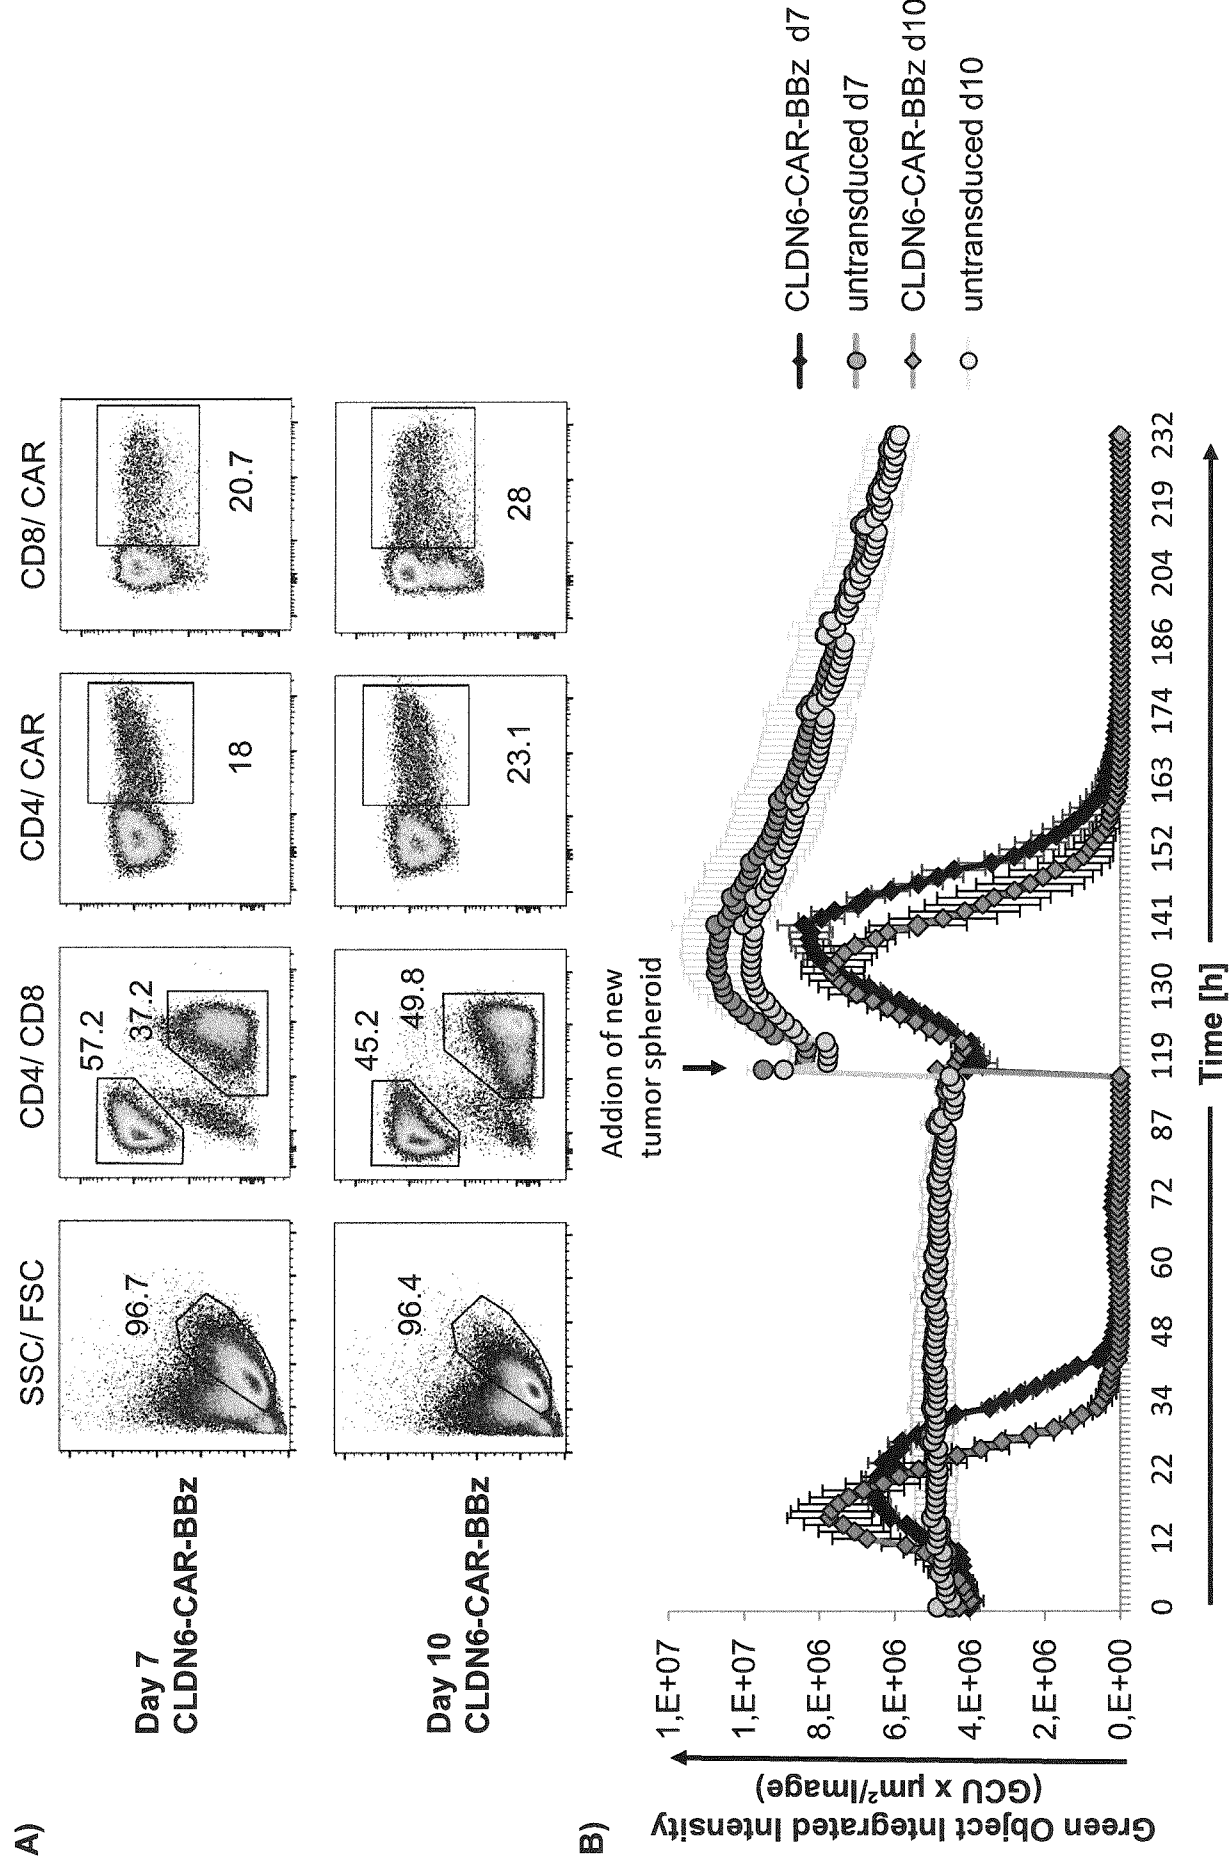 A)
SSC/ FSC
CD4/ CD8
CD4/ CAR
CD8/ CAR
Day 7
CLDN6-CAR-BBz
96.7
57.2
37.2
18
20.7
Day 10
CLDN6-CAR-BBz
96.4
45.2
49.8
23.1
28
B)
Addion of new
tumor spheroid
Green Object Integrated Intensity
(GCU x µm²/Image)
1,E+07
1,E+07
8,E+06
6,E+06
4,E+06
2,E+06
0,E+00
0 12 22 34 48 60 72 87 119 130 141 152 163 174 186 204 219 232
Time [h]
CLDN6-CAR-BBz d7
untransduced d7
CLDN6-CAR-BBz d10
untransduced d10